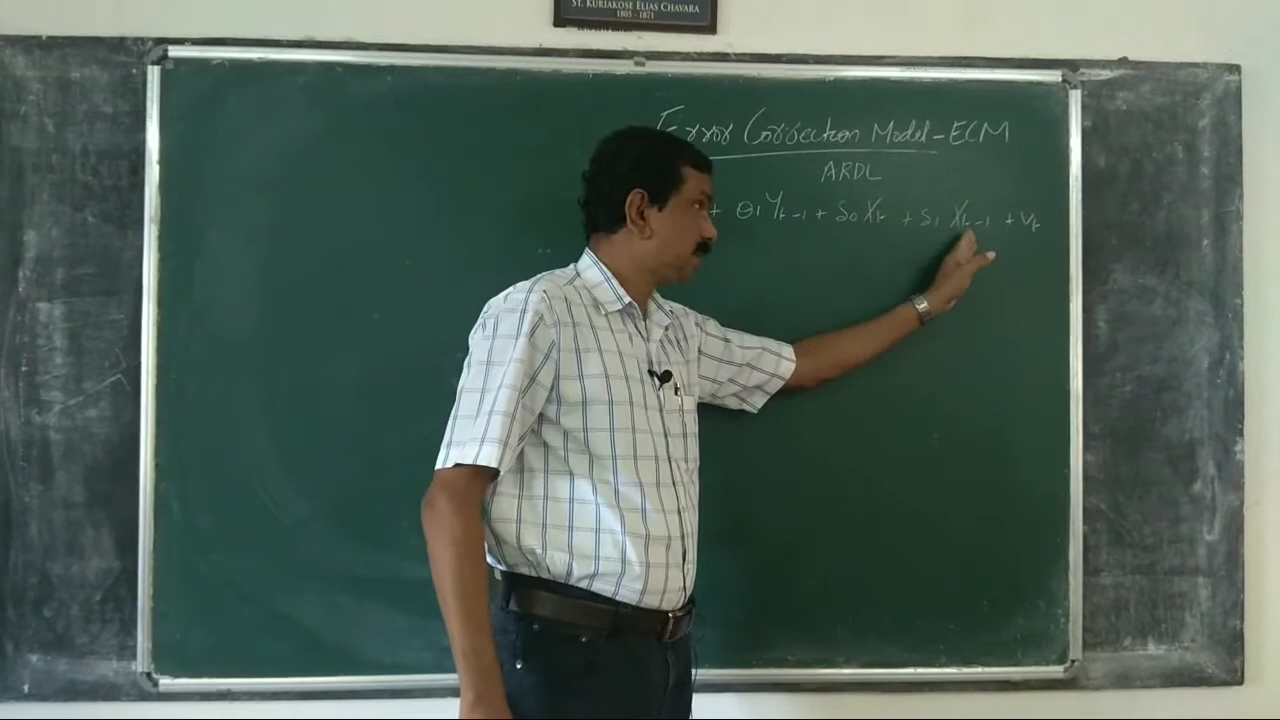 ST. KURIAKOSE ELIAS CHAVARA
1805 - 1871
Error Correction Model - ECM
ARDL
+ θ1 Yt-1 + δ0 Xt + δ1 Xt-1 + vt